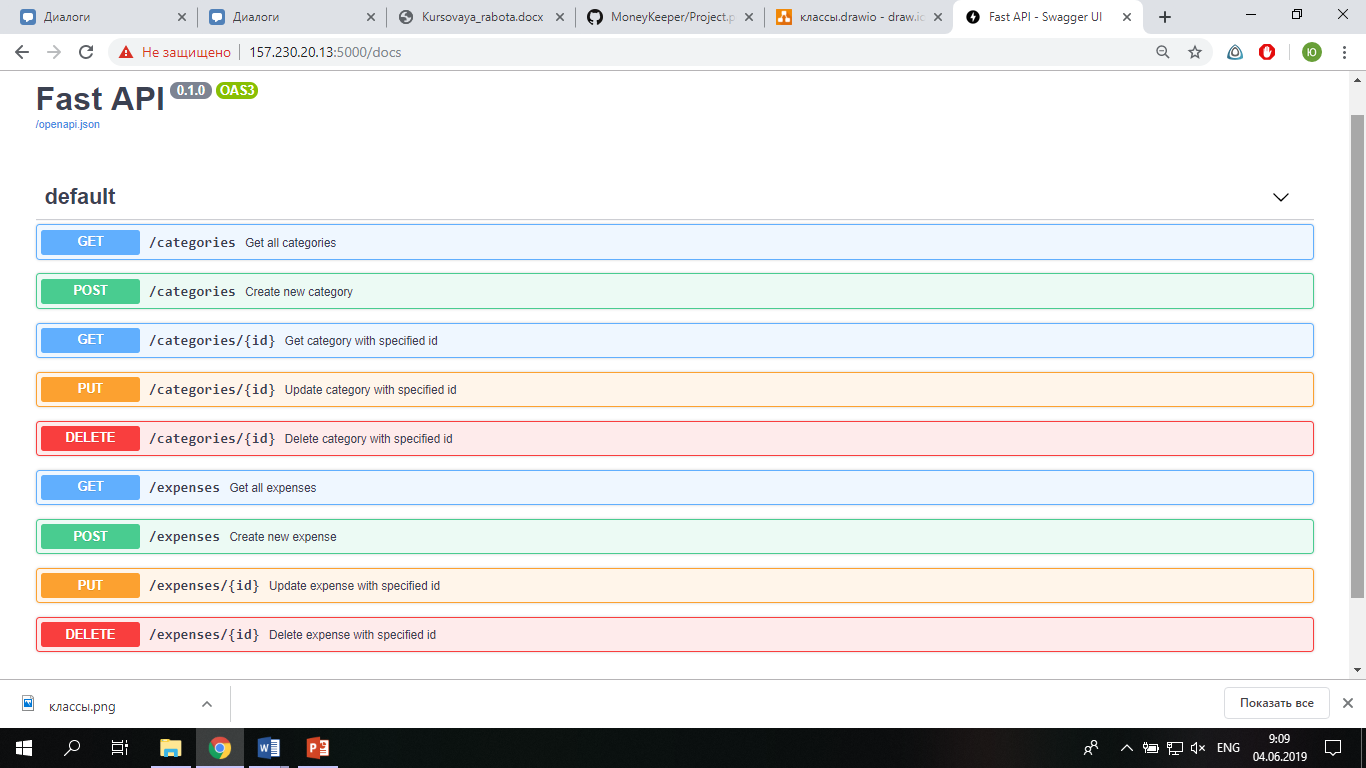 Диалоги
Диалоги
Kursovaya_rabota.docx
MoneyKeeper/Project.p
классы.drawio - draw.io
Fast API - Swagger UI
Не защищено
157.230.20.13:5000/docs
Ю
Fast API 0.1.0 OAS3
/openapi.json
default
GET /categories Get all categories
POST /categories Create new category
GET /categories/{id} Get category with specified id
PUT /categories/{id} Update category with specified id
DELETE /categories/{id} Delete category with specified id
GET /expenses Get all expenses
POST /expenses Create new expense
PUT /expenses/{id} Update expense with specified id
DELETE /expenses/{id} Delete expense with specified id
классы.png
Показать все
ENG
9:09
04.06.2019